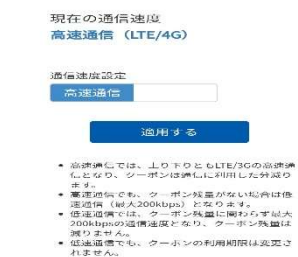 現在の通信速度
高速通信（LTE/4G）
通信速度設定
高速通信
適用する
• 高速通信では、上り下りともLTE/3Gの高速通
信となり、クーポンは通信に利用した分減り
ます。
• 高速通信でも、クーポン残量がない場合は低
速通信（最大200kbps）となります。
• 低速通信では、クーポン残量に関わらず最大
200kbpsの通信速度となり、クーポン残量は
減りません。
• 低速通信でも、クーポンの利用期限は変更さ
れません。